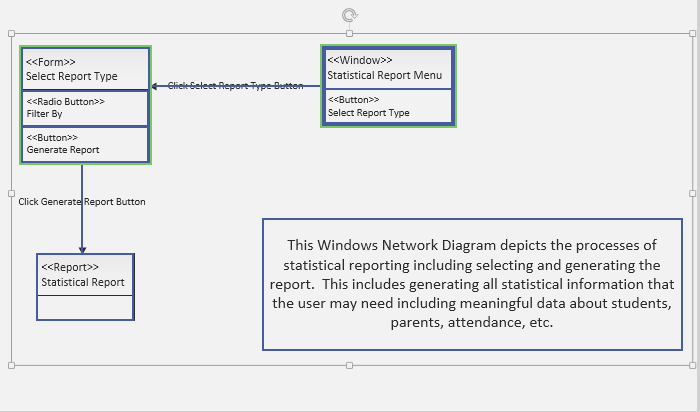 <<Form>>
Select Report Type
<<Radio Button>>
Filter By
<<Button>>
Generate Report
Click Select Report Type Button
<<Window>>
Statistical Report Menu
<<Button>>
Select Report Type
Click Generate Report Button
<<Report>>
Statistical Report
This Windows Network Diagram depicts the processes of
statistical reporting including selecting and generating the
report. This includes generating all statistical information that
the user may need including meaningful data about students,
parents, attendance, etc.